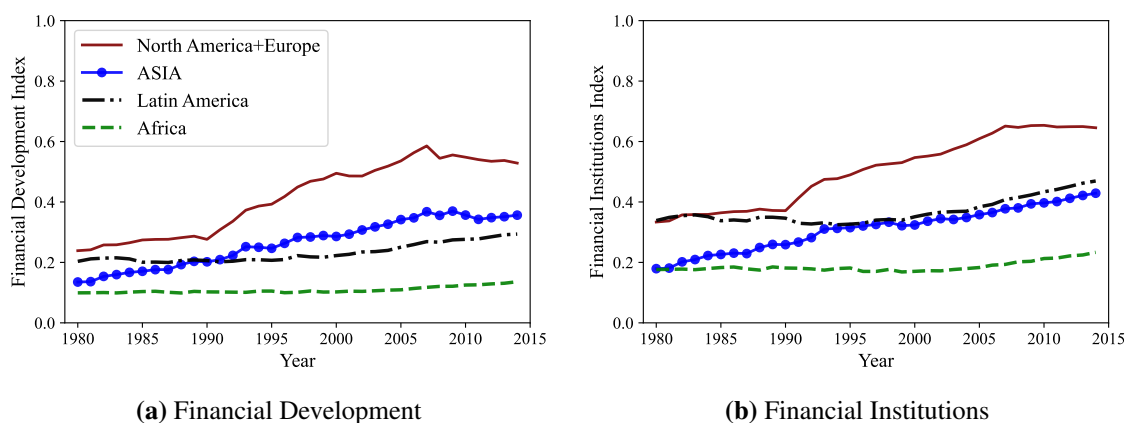 1.0
0.8
0.6
0.4
0.2
0.0
Financial Development Index
North America+Europe
ASIA
Latin America
Africa
1980 1985 1990 1995 2000 2005 2010 2015
Year
(a) Financial Development
1.0
0.8
0.6
0.4
0.2
0.0
Financial Institutions Index
1980 1985 1990 1995 2000 2005 2010 2015
Year
(b) Financial Institutions